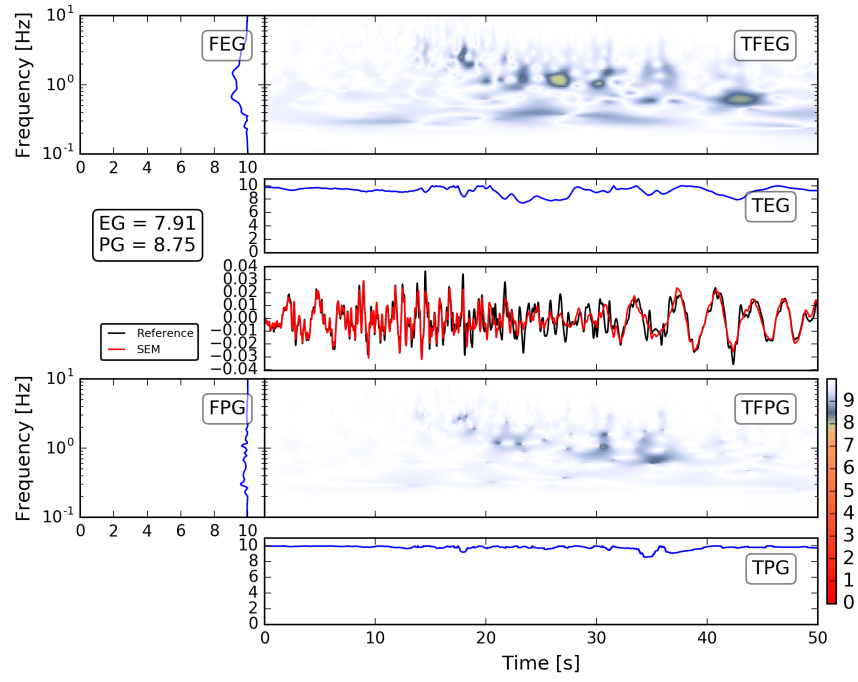 10^1
10^0
10^-1
Frequency [Hz]
FEG
TFEG
0 2 4 6 8 10
10
8
6
4
2
0
TEG
EG = 7.91
PG = 8.75
0.04
0.03
0.01
0.00
−0.01
−0.03
−0.04
Reference
SEM
10^1
10^0
10^-1
Frequency [Hz]
FPG
TFPG
0 2 4 6 8 10
9
8
7
6
5
4
3
2
1
0
10
8
6
4
2
0
TPG
0 10 20 30 40 50
Time [s]